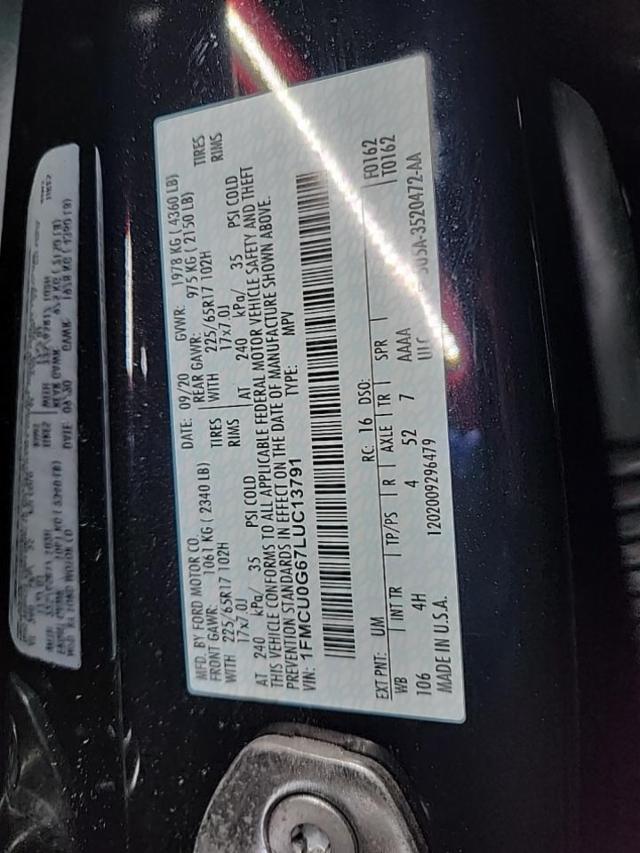 MFD. BY FORD MOTOR CO.
DATE: 09/20 GVWR: 1978 KG ( 4360 LB)
FRONT GAWR: 1061 KG ( 2340 LB) REAR GAWR: 975 KG ( 2150 LB)
WITH 225/65R17 102H TIRES WITH 225/65R17 102H TIRES
17x7.0J RIMS 17x7.0J RIMS
AT 240 kPa/ 35 PSI COLD AT 240 kPa/ 35 PSI COLD
THIS VEHICLE CONFORMS TO ALL APPLICABLE FEDERAL MOTOR VEHICLE SAFETY AND THEFT
PREVENTION STANDARDS IN EFFECT ON THE DATE OF MANUFACTURE SHOWN ABOVE.
VIN: 1FMCU0G67LUC13791 TYPE: MPV
F0162
T0162
EXT PNT: UM RC: 16 DSO:
WB INT TR TP/PS R AXLE TR SPR
106 4H 4 52 7 AAAA
MADE IN U.S.A. 1202009296479